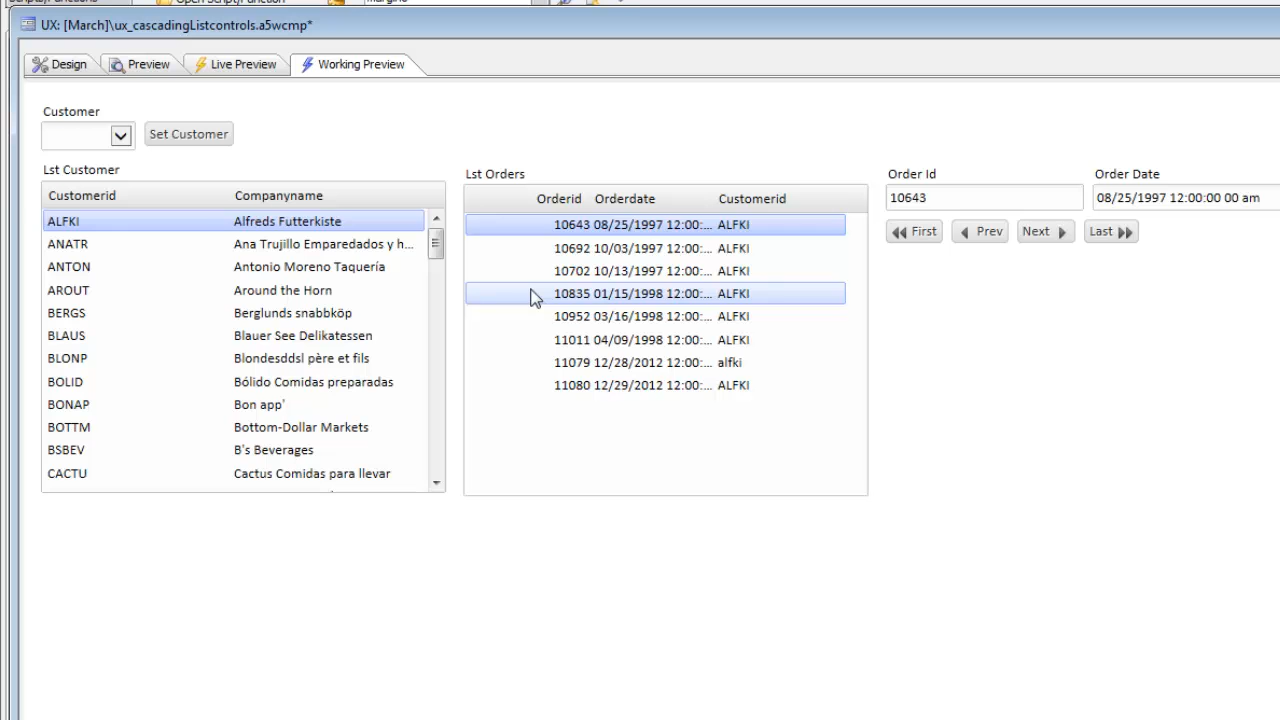 UX: [March]\ux_cascadingListcontrols.a5wcmp*
Design Preview Live Preview Working Preview
Customer
Set Customer
Lst Customer
Customerid Companyname
ALFKI Alfreds Futterkiste
ANATR Ana Trujillo Emparedados y h...
ANTON Antonio Moreno Taquería
AROUT Around the Horn
BERGS Berglunds snabbköp
BLAUS Blauer See Delikatessen
BLONP Blondesddsl père et fils
BOLID Bólido Comidas preparadas
BONAP Bon app'
BOTTM Bottom-Dollar Markets
BSBEV B's Beverages
CACTU Cactus Comidas para llevar
Lst Orders
Orderid Orderdate Customerid
10643 08/25/1997 12:00:... ALFKI
10692 10/03/1997 12:00:... ALFKI
10702 10/13/1997 12:00:... ALFKI
10835 01/15/1998 12:00:... ALFKI
10952 03/16/1998 12:00:... ALFKI
11011 04/09/1998 12:00:... ALFKI
11079 12/28/2012 12:00:... alfki
11080 12/29/2012 12:00:... ALFKI
Order Id Order Date
10643 08/25/1997 12:00:00 00 am
First Prev Next Last